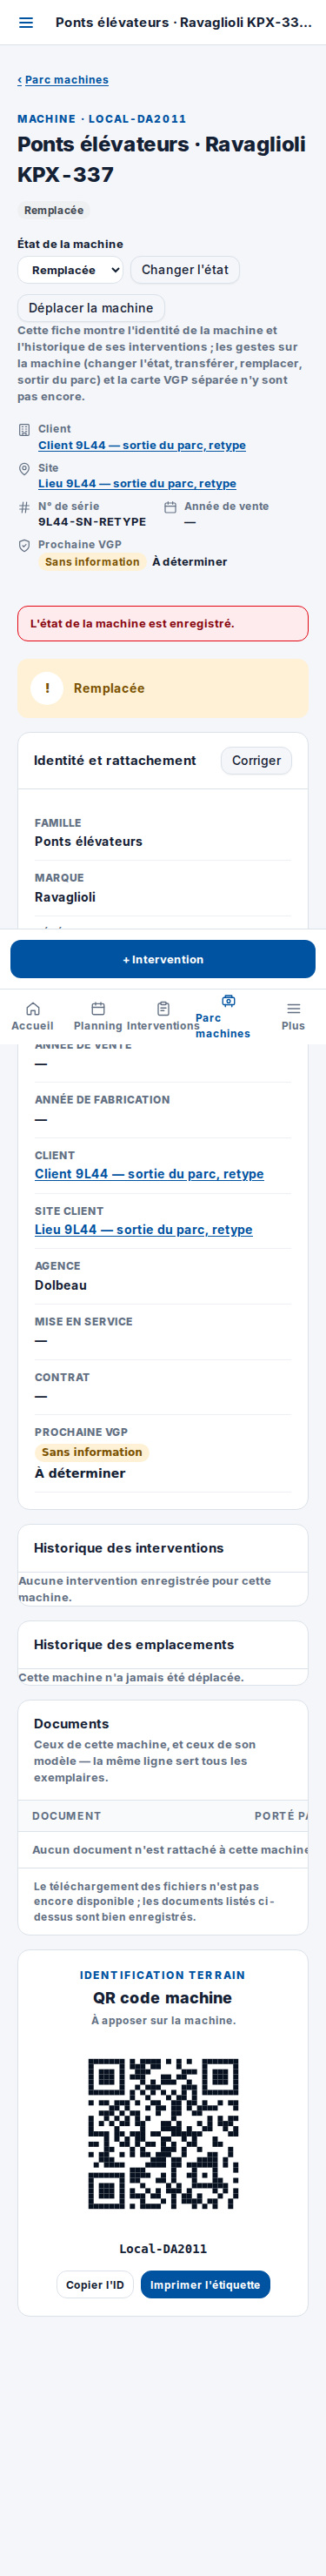 Ponts élévateurs · Ravaglioli KPX-33…
‹ Parc machines
MACHINE · LOCAL-DA2011
Ponts élévateurs · Ravaglioli
KPX-337
Remplacée
État de la machine
Remplacée
Changer l'état
Déplacer la machine
Cette fiche montre l'identité de la machine et
l'historique de ses interventions ; les gestes sur
la machine (changer l'état, transférer, remplacer,
sortir du parc) et la carte VGP séparée n'y sont
pas encore.
Client
Client 9L44 — sortie du parc, retype
Site
Lieu 9L44 — sortie du parc, retype
N° de série
9L44-SN-RETYPE
Année de vente
—
Prochaine VGP
Sans information À déterminer
L'état de la machine est enregistré.
! Remplacée
Identité et rattachement
Corriger
FAMILLE
Ponts élévateurs
MARQUE
Ravaglioli
+ Intervention
Accueil
Planning
Interventions
Parc
machines
Plus
ANNÉE DE VENTE
—
ANNÉE DE FABRICATION
—
CLIENT
Client 9L44 — sortie du parc, retype
SITE CLIENT
Lieu 9L44 — sortie du parc, retype
AGENCE
Dolbeau
MISE EN SERVICE
—
CONTRAT
—
PROCHAINE VGP
Sans information
À déterminer
Historique des interventions
Aucune intervention enregistrée pour cette
machine.
Historique des emplacements
Cette machine n'a jamais été déplacée.
Documents
Ceux de cette machine, et ceux de son
modèle — la même ligne sert tous les
exemplaires.
DOCUMENT PORTÉ PA
Aucun document n'est rattaché à cette machine
Le téléchargement des fichiers n'est pas
encore disponible ; les documents listés ci-
dessus sont bien enregistrés.
IDENTIFICATION TERRAIN
QR code machine
À apposer sur la machine.
Local-DA2011
Copier l'ID
Imprimer l'étiquette